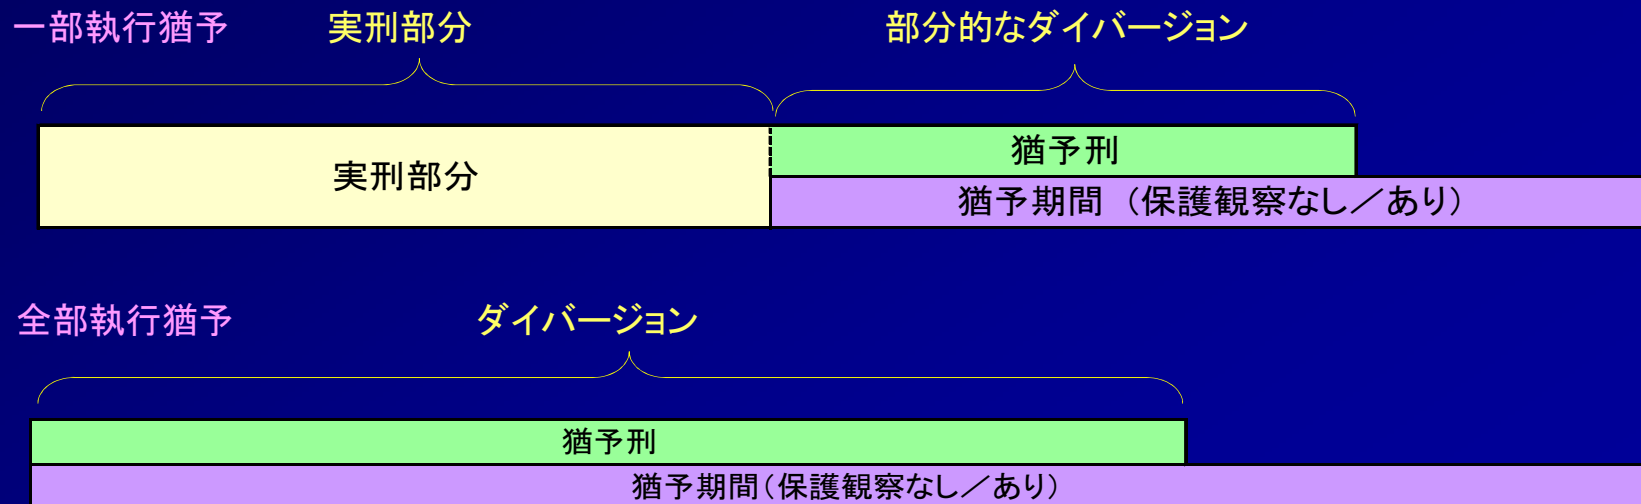 一部執行猶予 実刑部分 部分的なダイバージョン
実刑部分
猶予刑
猶予期間 （保護観察なし／あり）
全部執行猶予 ダイバージョン
猶予刑
猶予期間（保護観察なし／あり）